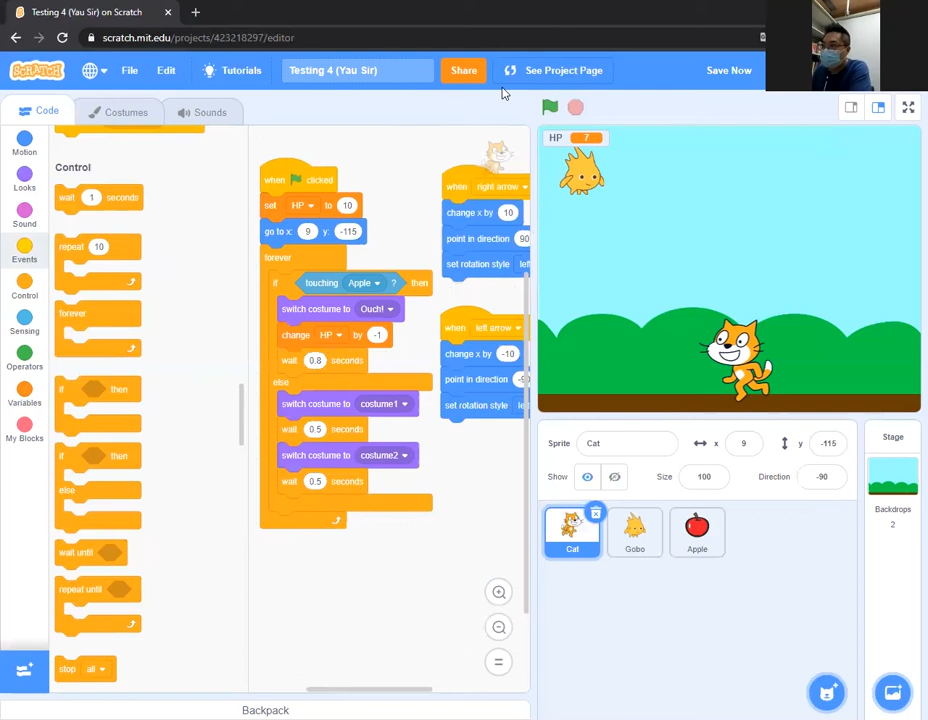 Testing 4 (Yau Sir) on Scratch
scratch.mit.edu/projects/423218297/editor
SCRATCH
File
Edit
Tutorials
Testing 4 (Yau Sir)
Share
See Project Page
Save Now
Code
Costumes
Sounds
Motion
Looks
Sound
Events
Control
Sensing
Operators
Variables
My Blocks
Control
wait 1 seconds
repeat 10
forever
if then
if then
else
wait until
repeat until
stop all
when clicked
set HP to 10
go to x: 9 y: -115
forever
if touching Apple ? then
switch costume to Ouch!
change HP by -1
wait 0.8 seconds
else
switch costume to costume1
wait 0.5 seconds
switch costume to costume2
wait 0.5 seconds
when right arrow
change x by 10
point in direction 90
set rotation style
when left arrow
change x by -10
point in direction
set rotation style
HP 7
Sprite Cat x 9 y -115
Show Size 100 Direction -90
Cat
Gobo
Apple
Stage
Backdrops
2
Backpack